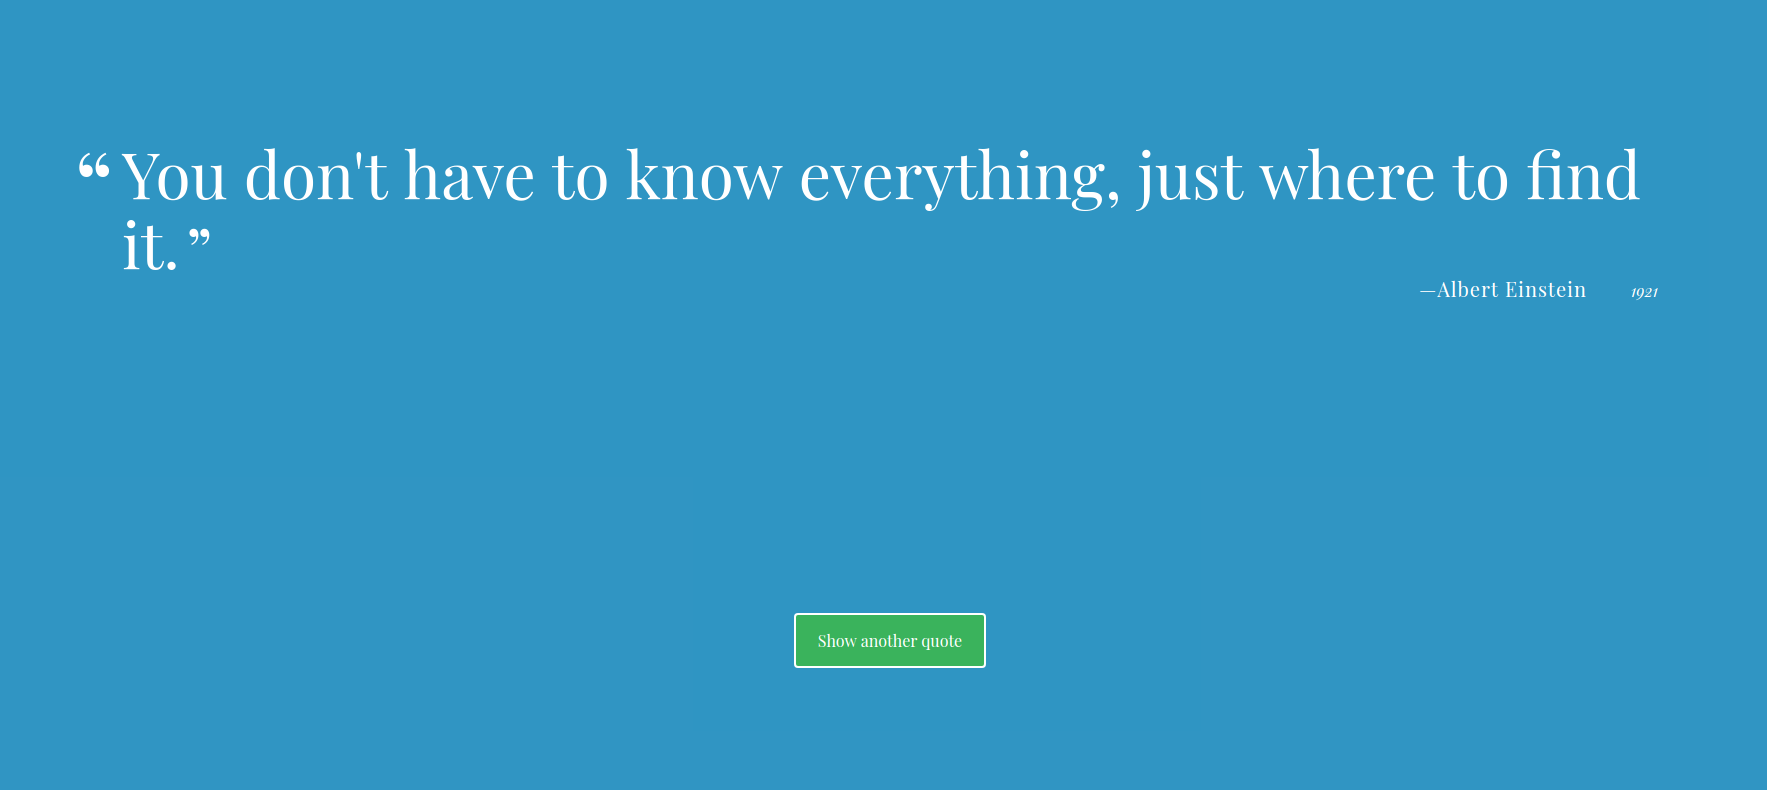 “You don't have to know everything, just where to find
it.”
—Albert Einstein 1921
Show another quote